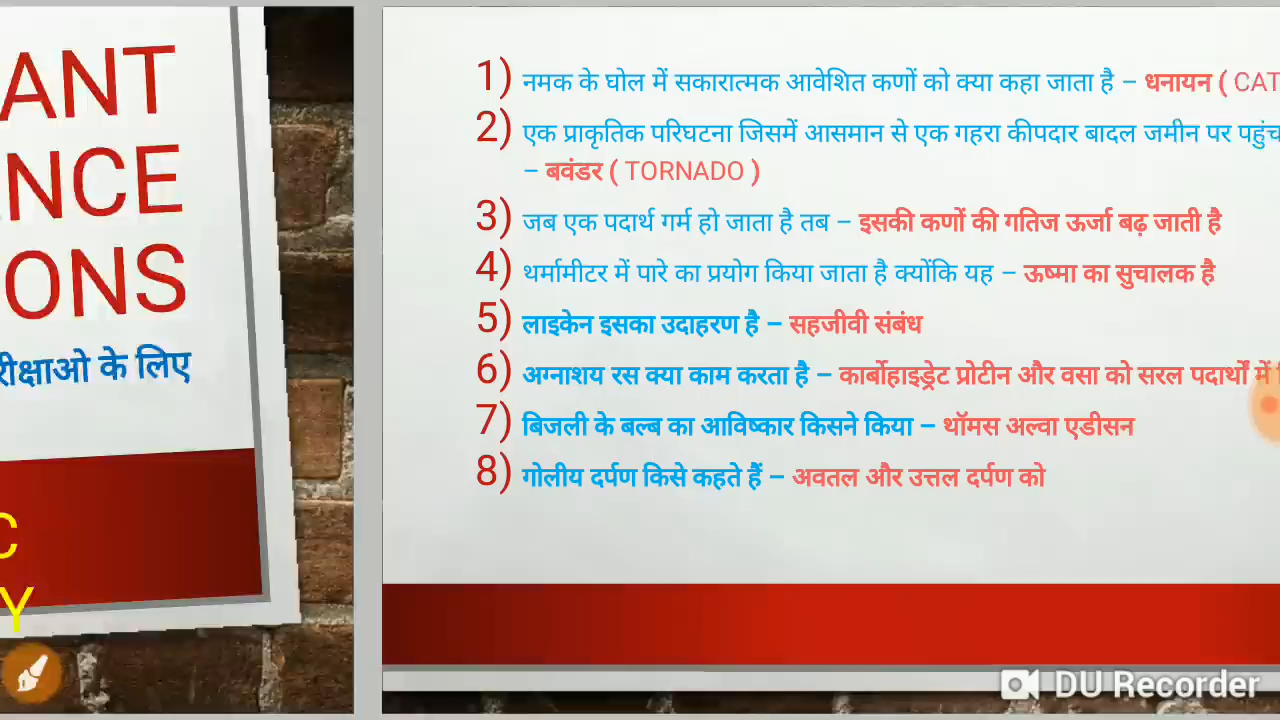 ANT
NCE
ONS
रीक्षाओ के लिए
C
Y
1) नमक के घोल में सकारात्मक आवेशित कणों को क्या कहा जाता है – धनायन ( CAT
2) एक प्राकृतिक परिघटना जिसमें आसमान से एक गहरा कीपदार बादल जमीन पर पहुंच
– बवंडर ( TORNADO )
3) जब एक पदार्थ गर्म हो जाता है तब – इसकी कणों की गतिज ऊर्जा बढ़ जाती है
4) थर्मामीटर में पारे का प्रयोग किया जाता है क्योंकि यह – ऊष्मा का सुचालक है
5) लाइकेन इसका उदाहरण है – सहजीवी संबंध
6) अग्नाशय रस क्या काम करता है – कार्बोहाइड्रेट प्रोटीन और वसा को सरल पदार्थों में
7) बिजली के बल्ब का आविष्कार किसने किया – थॉमस अल्वा एडीसन
8) गोलीय दर्पण किसे कहते हैं – अवतल और उत्तल दर्पण को
DU Recorder